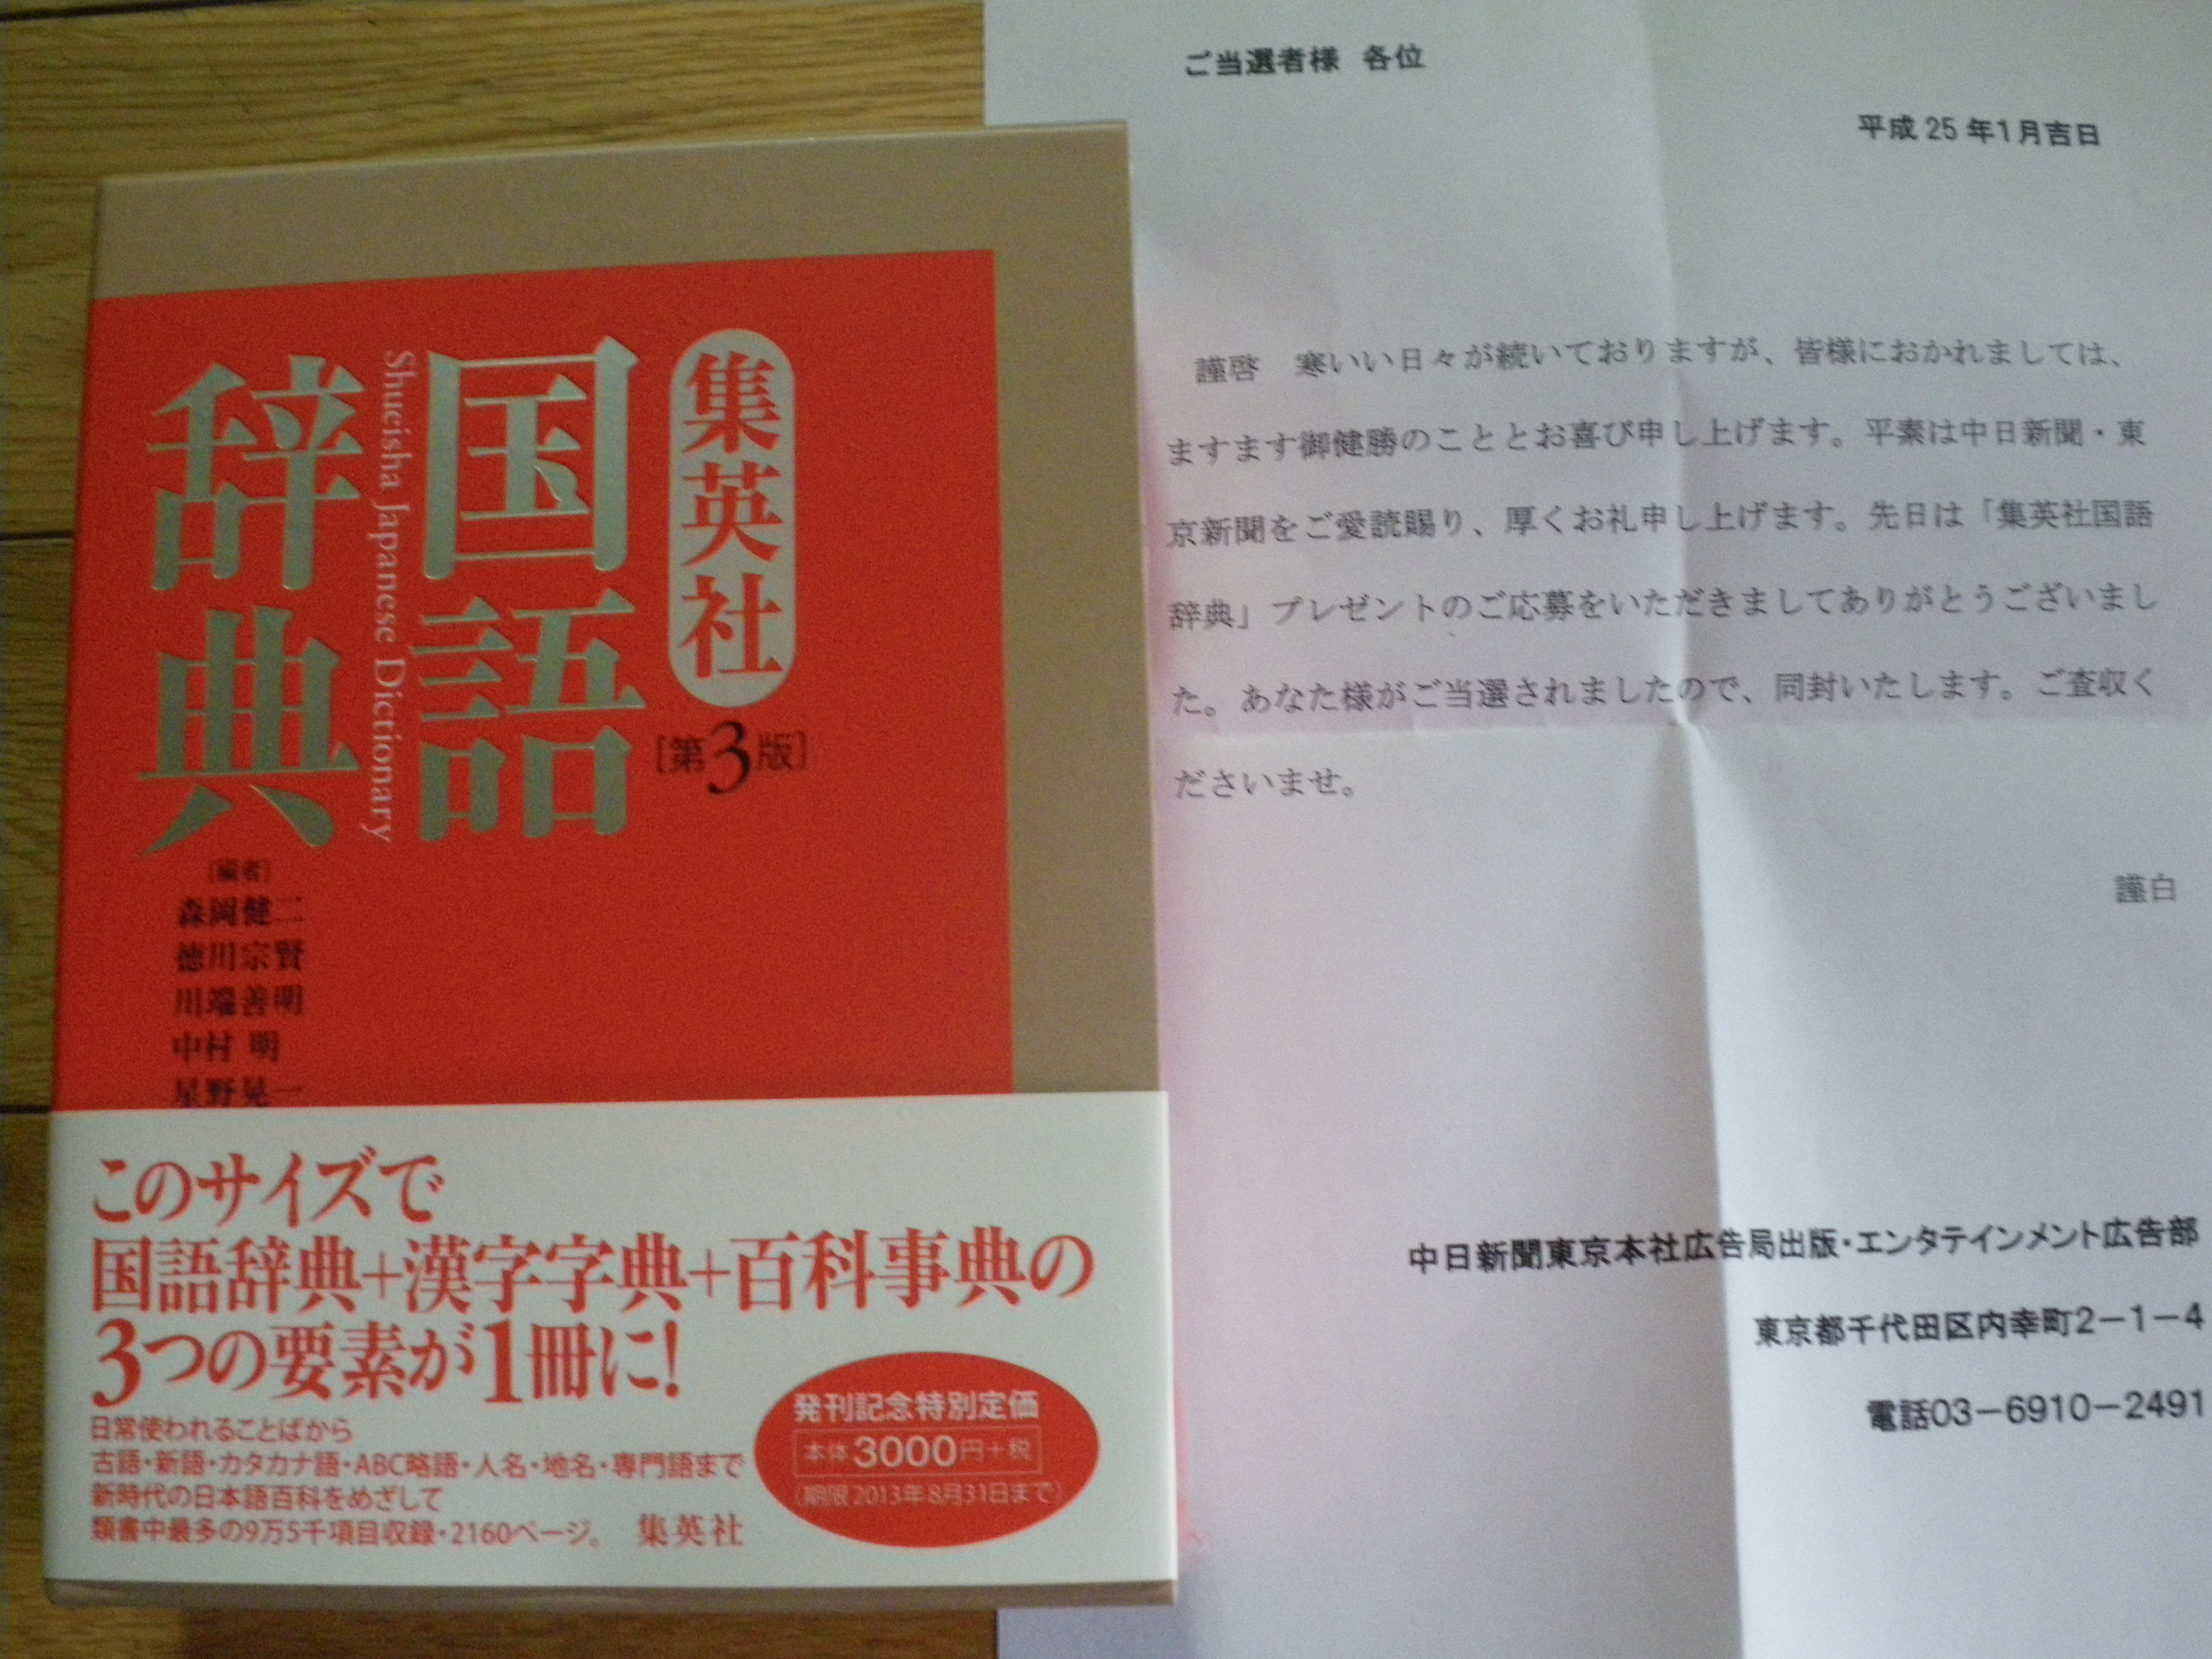 集英社
国語
辞典
[第3版]
Shueisha Japanese Dictionary
[編者]
森岡健二
徳川宗賢
川端善明
中村 明
星野晃一
このサイズで
国語辞典+漢字字典+百科事典の
3つの要素が1冊に!
日常使われることばから
古語・新語・カタカナ語・ABC略語・人名・地名・専門語まで
新時代の日本語百科をめざして
類書中最多の9万5千項目収録・2160ページ。 集英社
発刊記念特別定価
本体3000円+税
(期限2013年8月31日まで)
ご当選者様 各位
平成25年1月吉日
謹啓 寒いい日々が続いておりますが、皆様におかれましては、
ますます御健勝のこととお喜び申し上げます。平素は中日新聞・東
京新聞をご愛読賜り、厚くお礼申し上げます。先日は「集英社国語
辞典」プレゼントのご応募をいただきましてありがとうございまし
た。あなた様がご当選されましたので、同封いたします。ご査収く
ださいませ。
謹白
中日新聞東京本社広告局出版・エンタテインメント広告部
東京都千代田区内幸町2－1－4
電話03－6910－2491